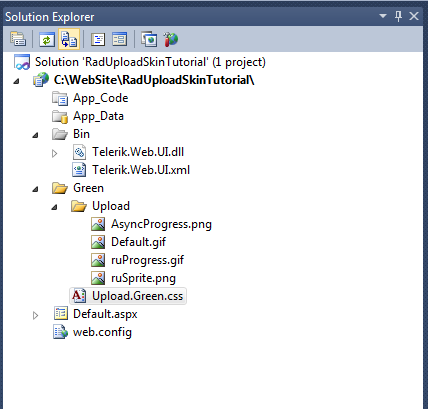 Solution Explorer
Solution 'RadUploadSkinTutorial' (1 project)
C:\WebSite\RadUploadSkinTutorial\
App_Code
App_Data
Bin
Telerik.Web.UI.dll
Telerik.Web.UI.xml
Green
Upload
AsyncProgress.png
Default.gif
ruProgress.gif
ruSprite.png
Upload.Green.css
Default.aspx
web.config